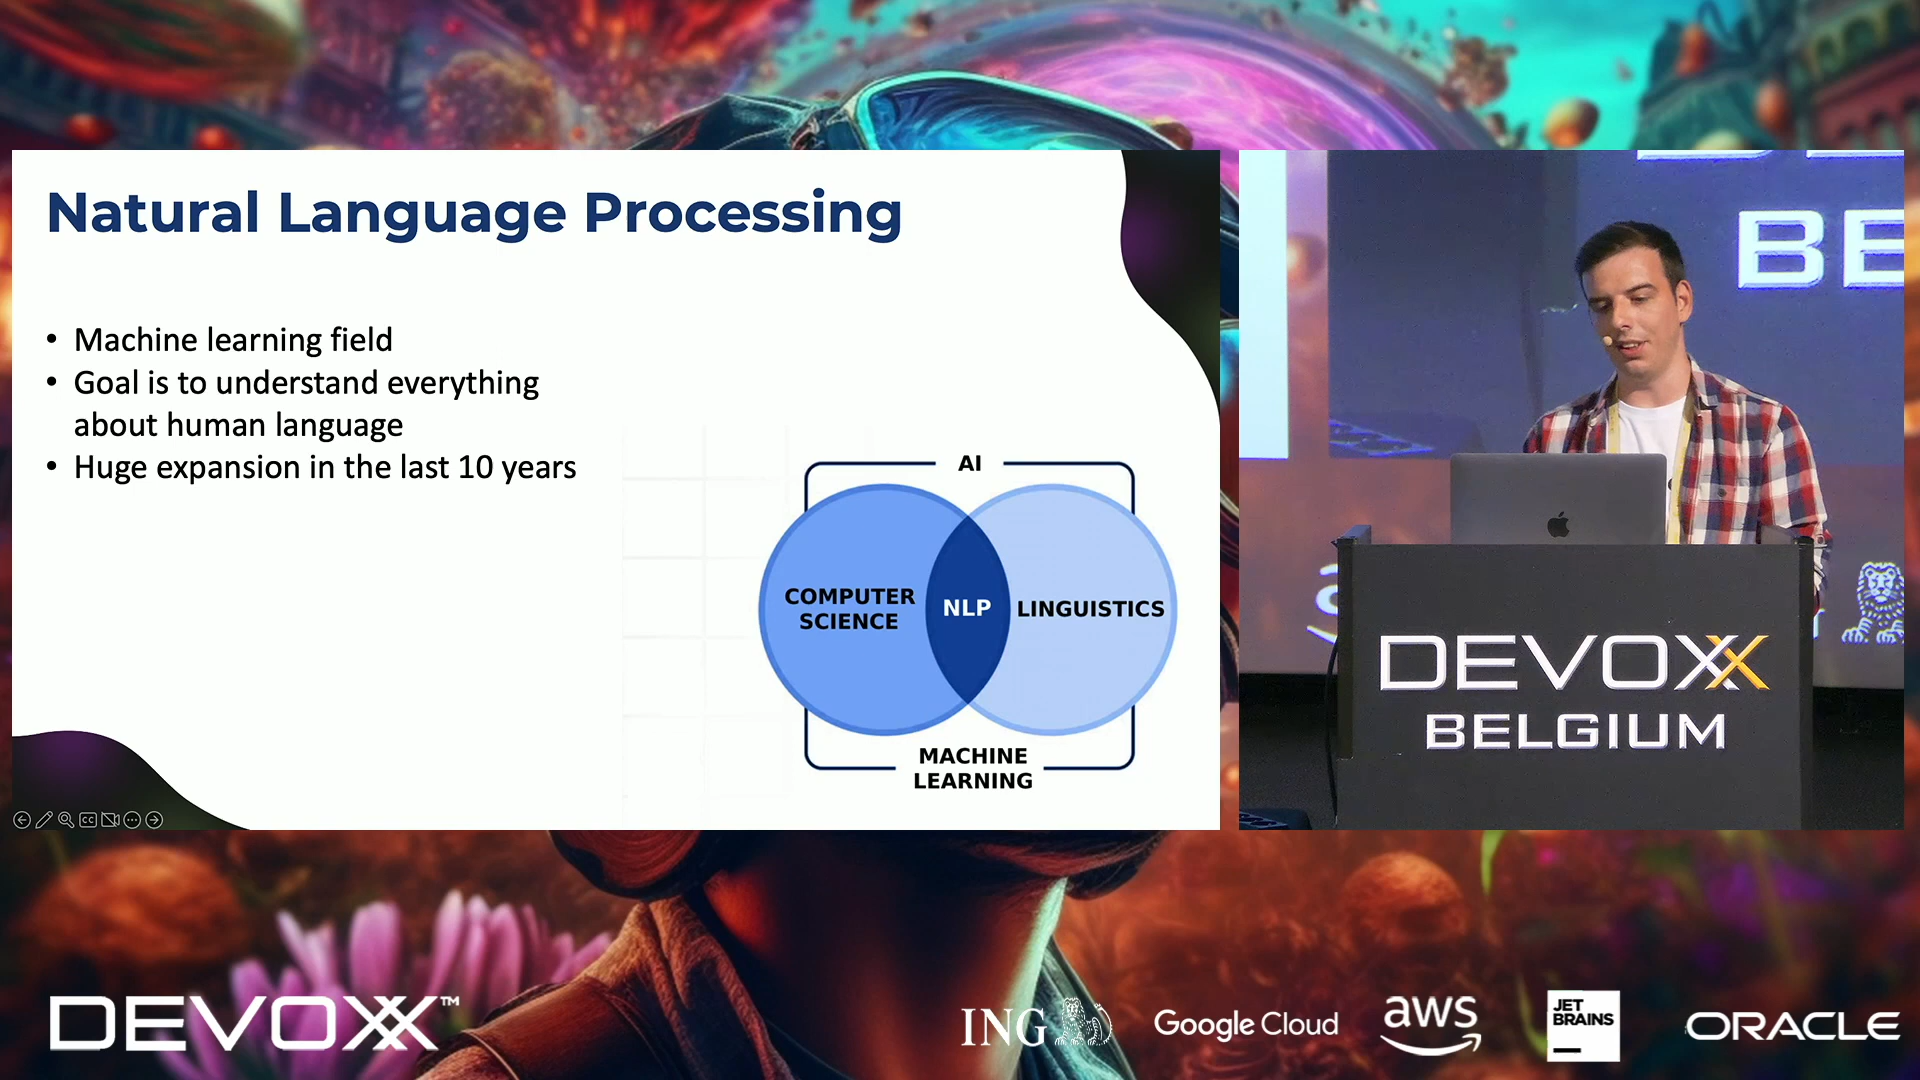 Natural Language Processing
• Machine learning field
• Goal is to understand everything
about human language
• Huge expansion in the last 10 years
AI
COMPUTER
SCIENCE
NLP
LINGUISTICS
MACHINE
LEARNING
CC
BE
DEVOXX
BELGIUM
DEVOXX™
ING
Google Cloud
aws
JET
BRAINS
ORACLE